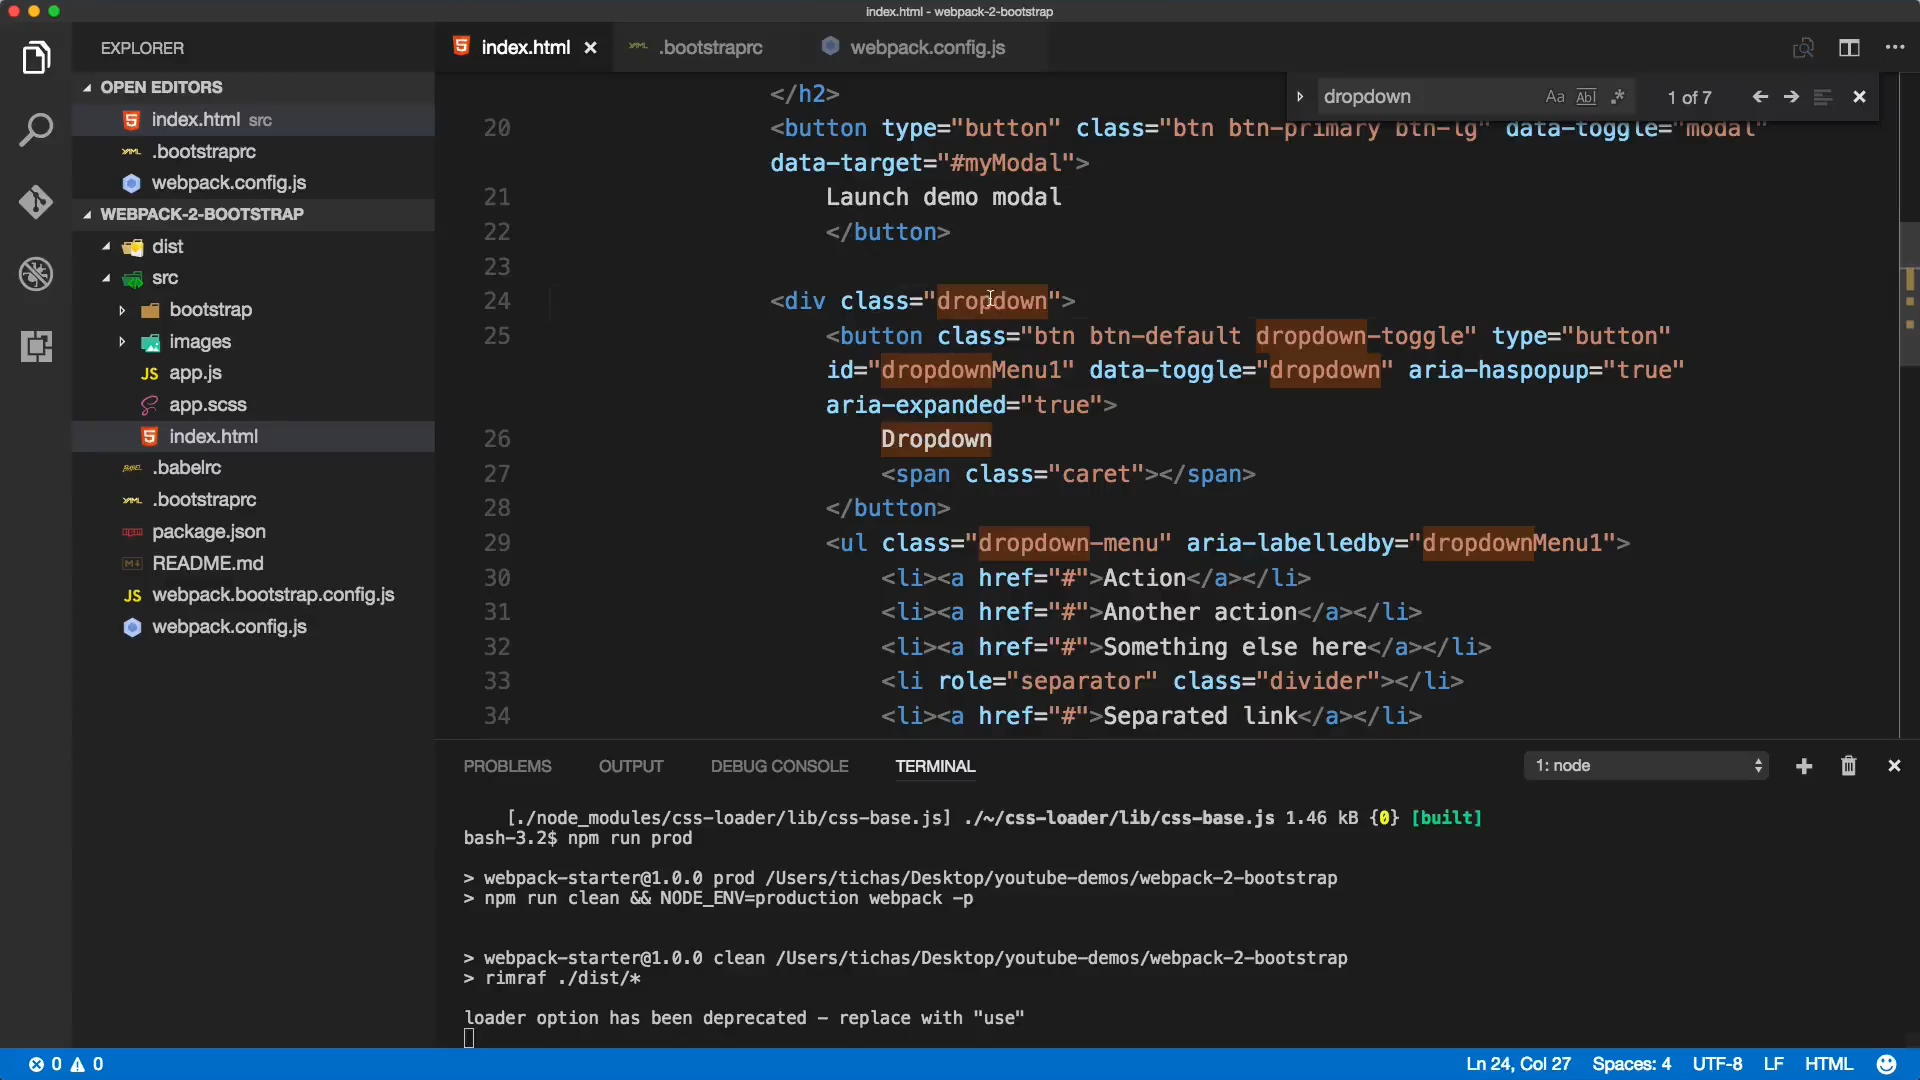 index.html - webpack-2-bootstrap
EXPLORER
OPEN EDITORS
index.html src
.bootstraprc
webpack.config.js
WEBPACK-2-BOOTSTRAP
dist
src
bootstrap
images
JS app.js
app.scss
index.html
.babelrc
.bootstraprc
package.json
README.md
JS webpack.bootstrap.config.js
webpack.config.js
index.html
.bootstraprc
webpack.config.js
dropdown
Aa Abl .* 1 of 7
</h2>
20 <button type="button" class="btn btn-primary btn-lg" data-toggle="modal"
data-target="#myModal">
21 Launch demo modal
22 </button>
23
24 <div class="dropdown">
25 <button class="btn btn-default dropdown-toggle" type="button"
id="dropdownMenu1" data-toggle="dropdown" aria-haspopup="true"
aria-expanded="true">
26 Dropdown
27 <span class="caret"></span>
28 </button>
29 <ul class="dropdown-menu" aria-labelledby="dropdownMenu1">
30 <li><a href="#">Action</a></li>
31 <li><a href="#">Another action</a></li>
32 <li><a href="#">Something else here</a></li>
33 <li role="separator" class="divider"></li>
34 <li><a href="#">Separated link</a></li>
PROBLEMS OUTPUT DEBUG CONSOLE TERMINAL
1: node
[./node_modules/css-loader/lib/css-base.js] ./~/css-loader/lib/css-base.js 1.46 kB {0} [built]
bash-3.2$ npm run prod
> webpack-starter@1.0.0 prod /Users/tichas/Desktop/youtube-demos/webpack-2-bootstrap
> npm run clean && NODE_ENV=production webpack -p
> webpack-starter@1.0.0 clean /Users/tichas/Desktop/youtube-demos/webpack-2-bootstrap
> rimraf ./dist/*
loader option has been deprecated - replace with "use"
0 0
Ln 24, Col 27 Spaces: 4 UTF-8 LF HTML